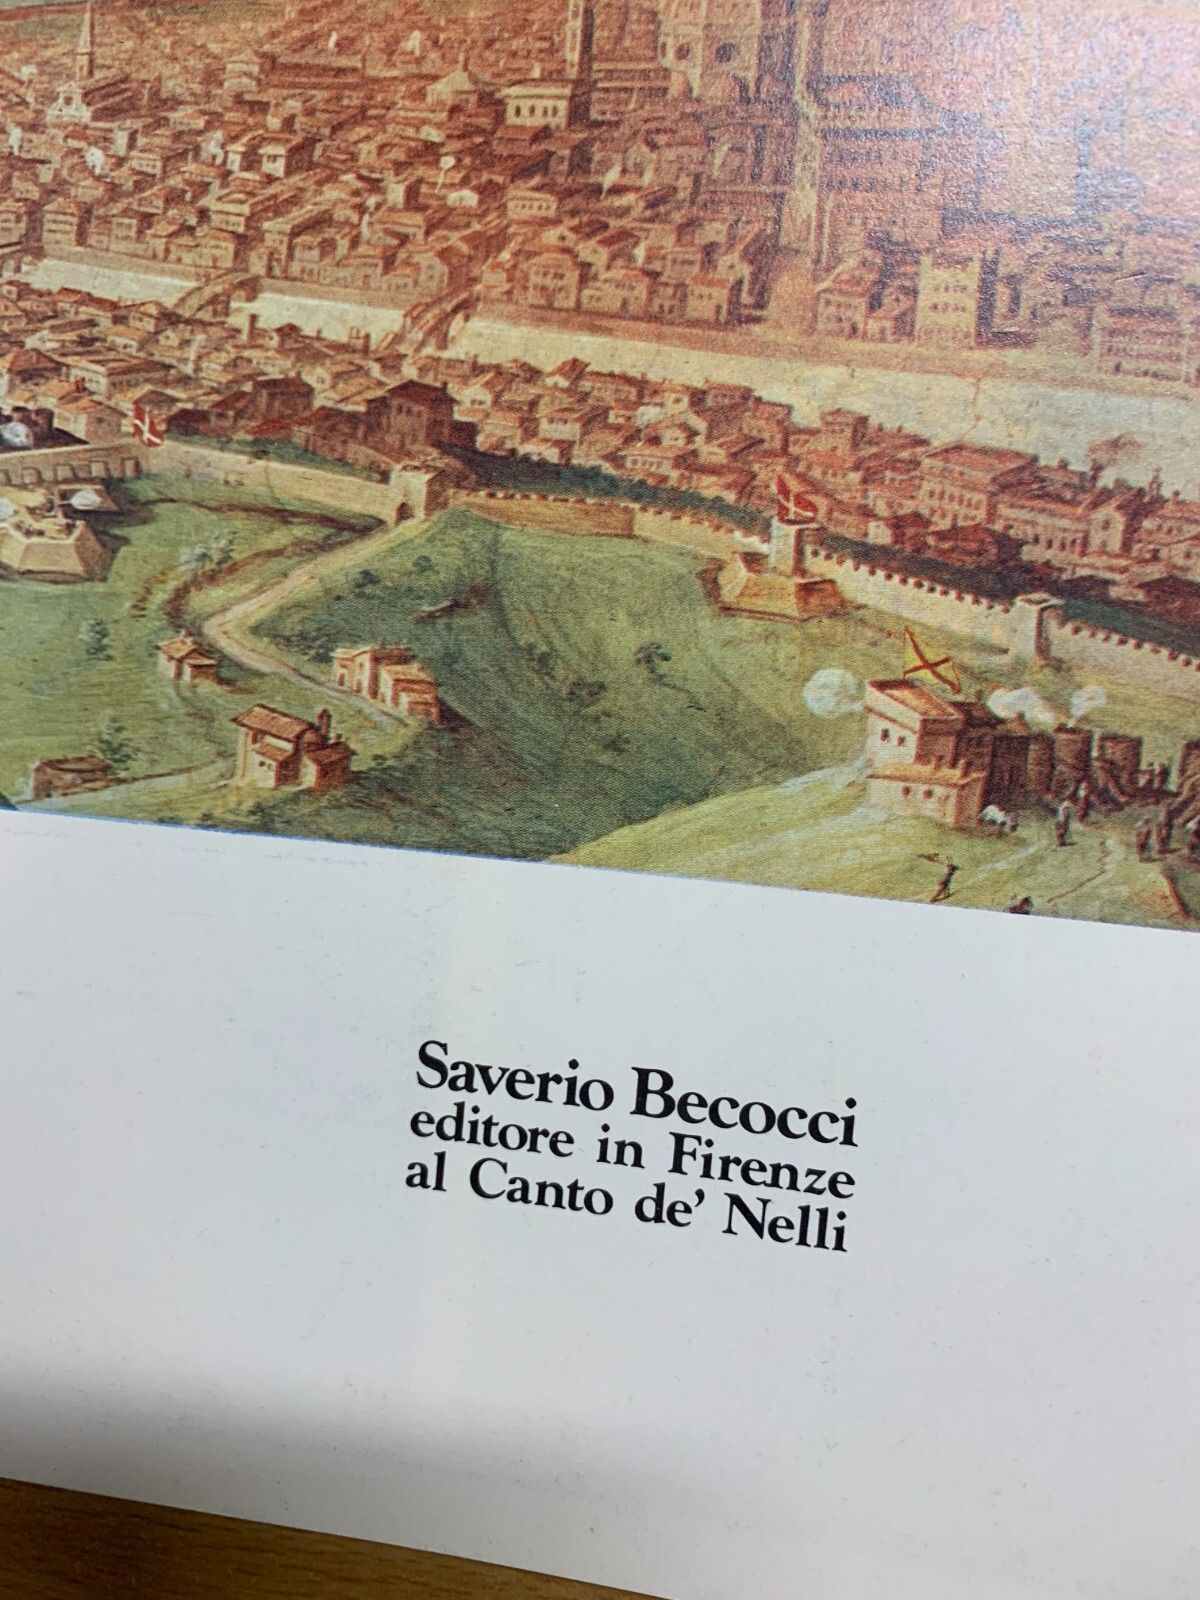 Saverio Becocci
editore in Firenze
al Canto de’ Nelli